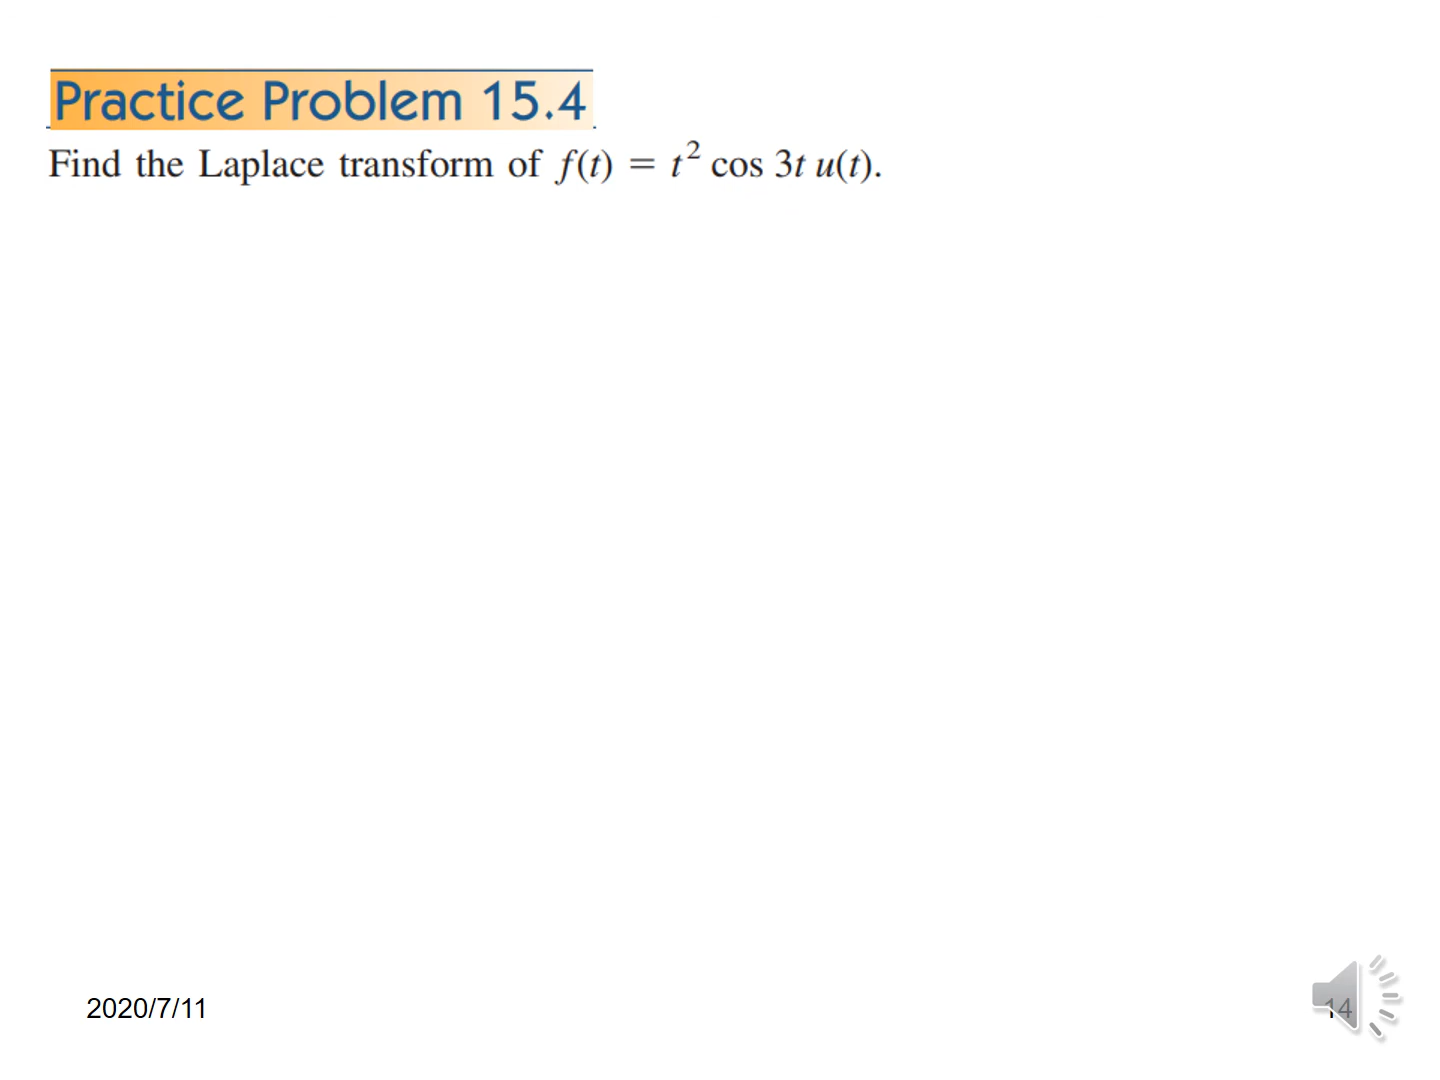 Practice Problem 15.4
Find the Laplace transform of f(t) = t² cos 3t u(t).
2020/7/11
14